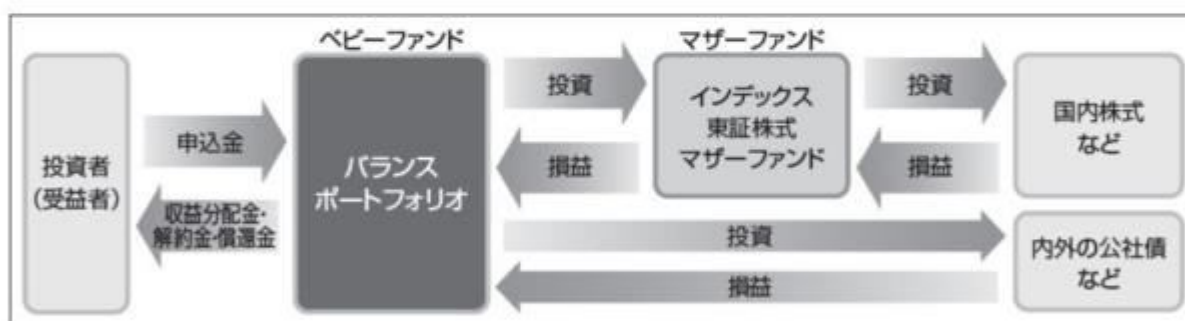 ベビーファンド
マザーファンド
投資者
(受益者)
申込金
収益分配金・
解約金・償還金
バランス
ポートフォリオ
投資
損益
インデックス
東証株式
マザーファンド
投資
損益
国内株式
など
投資
損益
内外の公社債
など